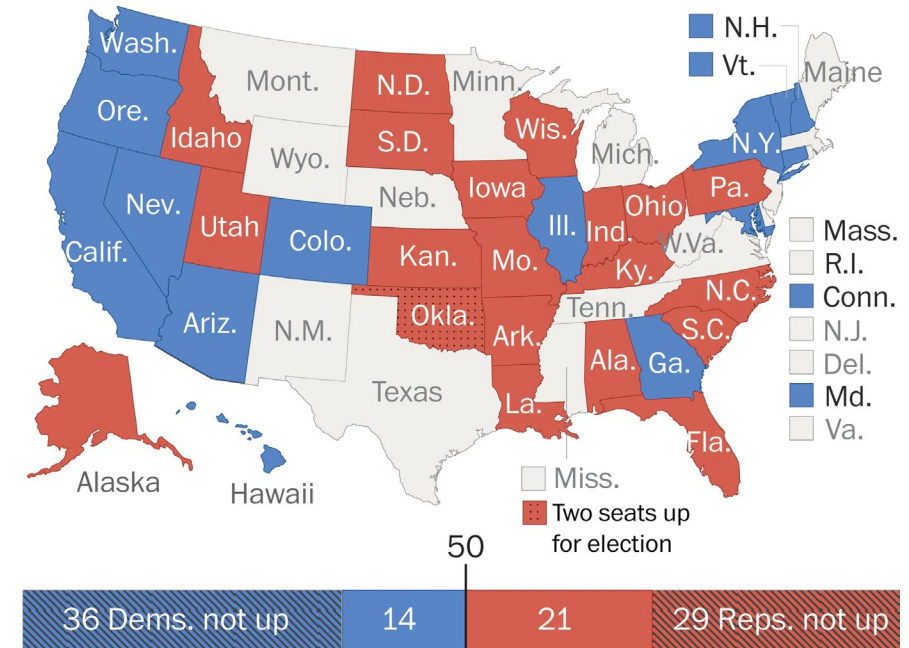 N.H.
Vt.
Wash.
Mont.
N.D.
Minn.
Maine
Ore.
Idaho
Wyo.
S.D.
Wis.
Mich.
N.Y.
Nev.
Utah
Colo.
Neb.
Iowa
Ill.
Ind.
Ohio
Pa.
Calif.
Kan.
Mo.
Ky.
W.Va.
Mass.
R.I.
Conn.
N.J.
Del.
Md.
Va.
Ariz.
N.M.
Okla.
Ark.
Tenn.
N.C.
S.C.
Texas
La.
Ala.
Ga.
Fla.
Alaska
Hawaii
Miss.
Two seats up
for election
50
36 Dems. not up
14
21
29 Reps. not up